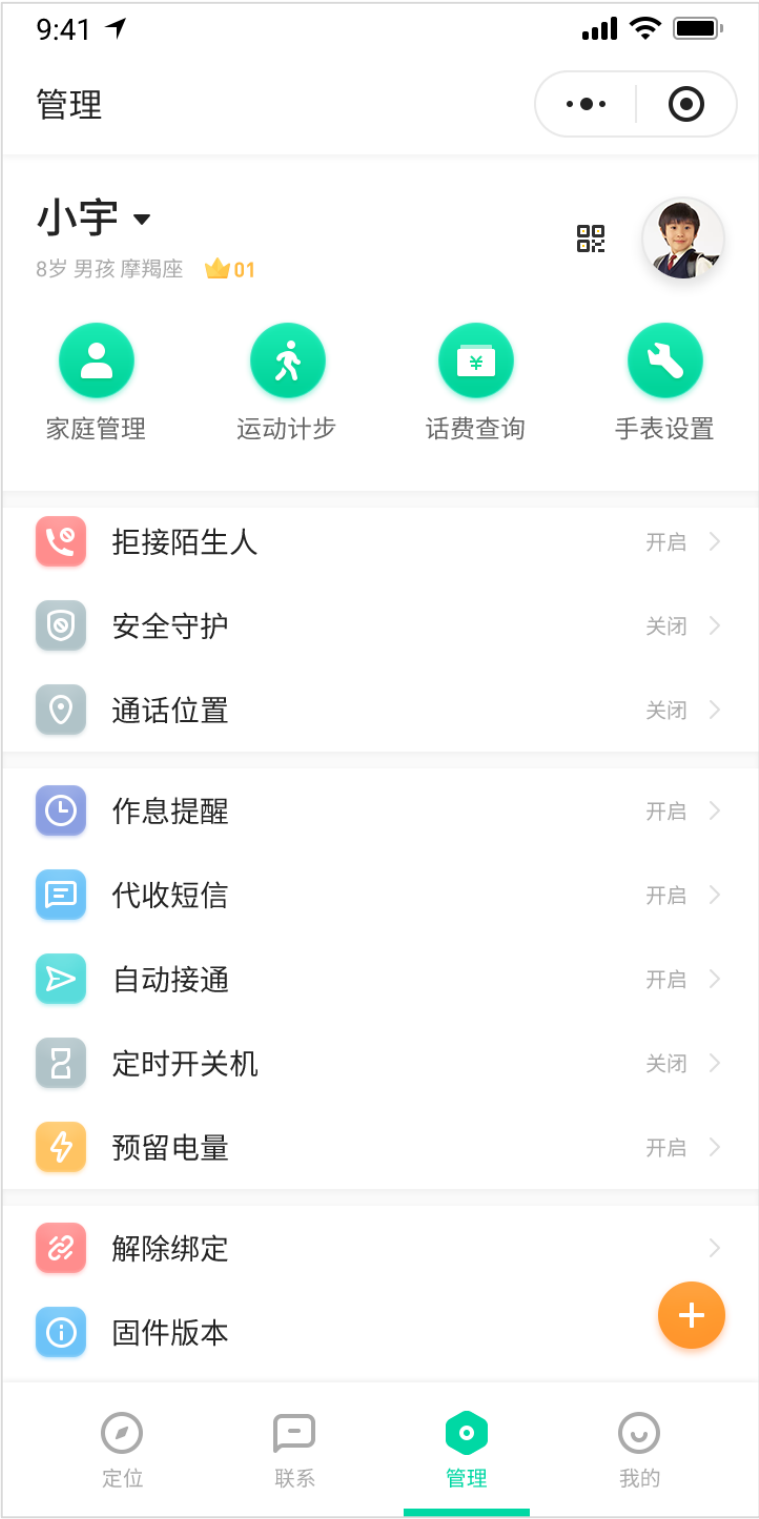 9:41
管理
小宇
8岁 男孩 摩羯座 01
家庭管理 运动计步 话费查询 手表设置
拒接陌生人 开启
安全守护 关闭
通话位置 关闭
作息提醒 开启
代收短信 开启
自动接通 开启
定时开关机 关闭
预留电量 开启
解除绑定
固件版本
定位 联系 管理 我的